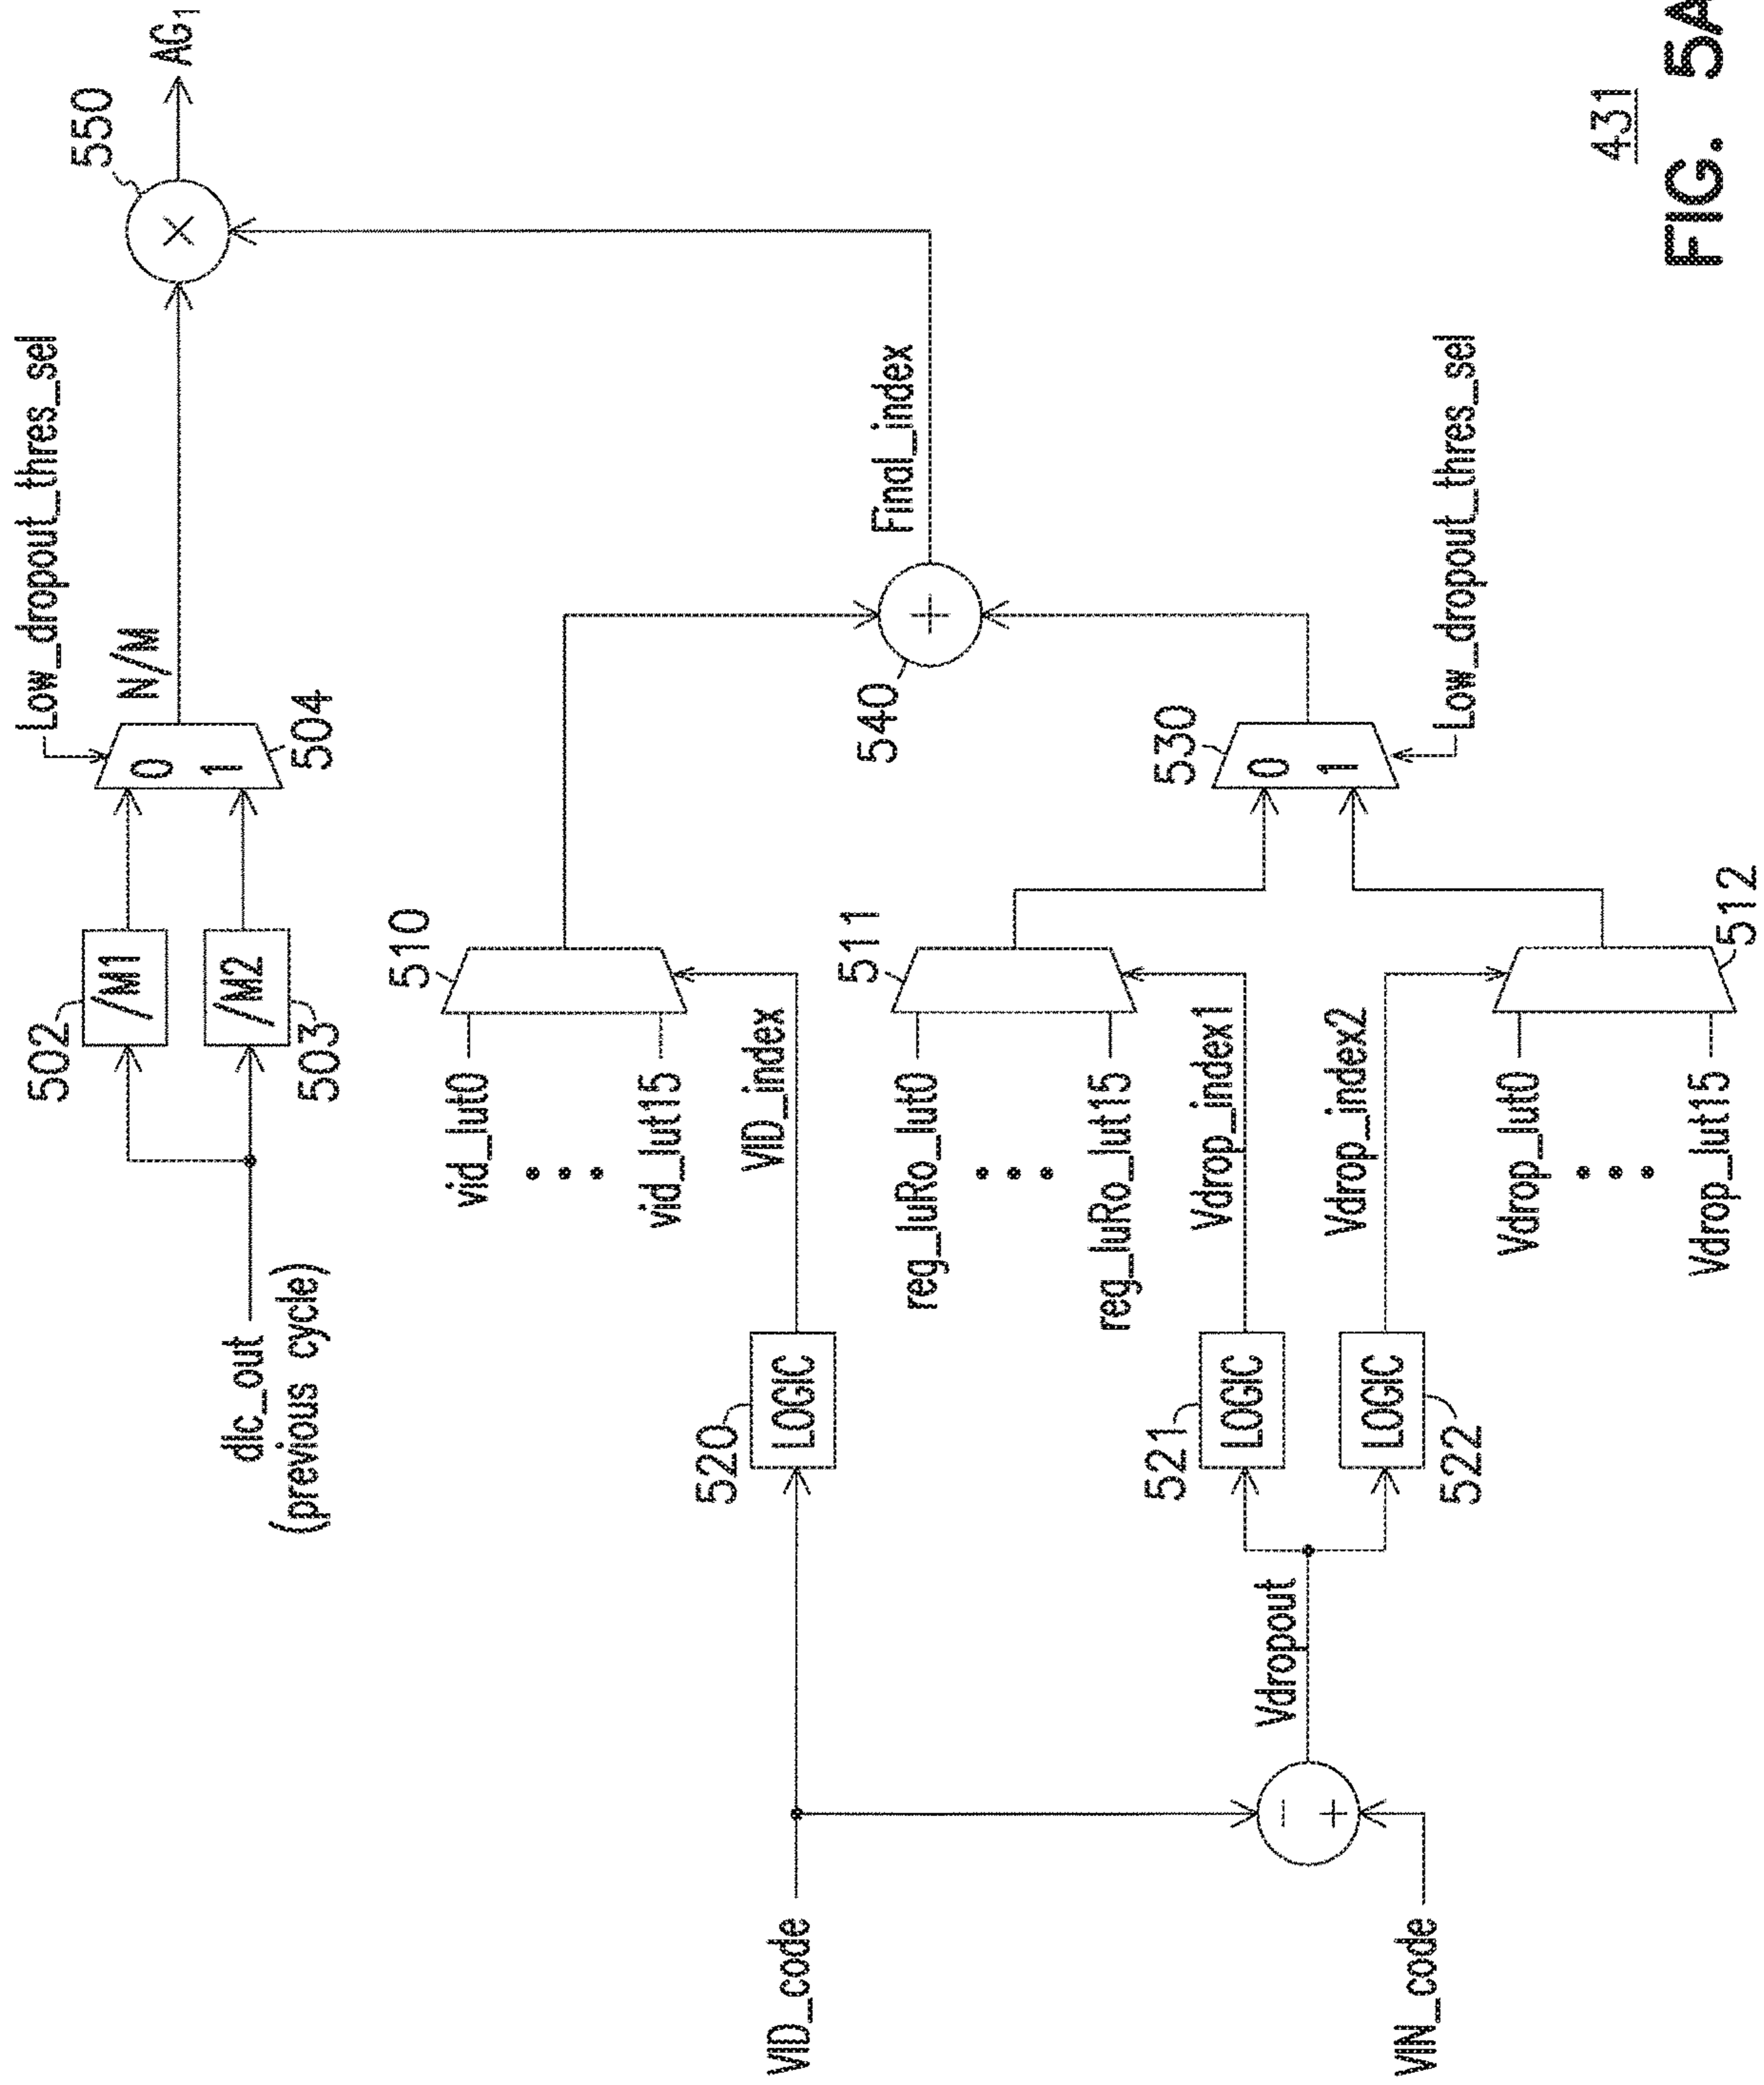 Low_dropout_thres_sel
550
AG1
502
/M1
0
N/M
×
dlc_out
(previous cycle)
/M2
1
503
504
510
vid_lut0
vid_lut15
VID_index
520
LOGIC
VID_code
511
reg_luRo_lut0
reg_luRo_lut15
540
+
Final_index
530
0
1
Vdrop_index1
521
LOGIC
Vdropout
−
+
Vdrop_index2
LOGIC
522
VIN_code
Low_dropout_thres_sel
Vdrop_lut0
Vdrop_lut15
512
431
FIG. 5A